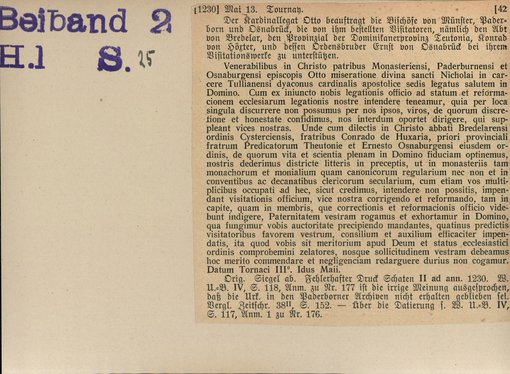 Beiband 2
H.1 S. 25
[1230] Mai 13. Tournay. [42
Der Kardinallegat Otto beauftragt die Bischöfe von Münster, Pader-
born und Osnabrück, die von ihm bestellten Visitatoren, nämlich den Abt
von Bredelar, den Provinzial der Dominikanerprovinz Teutonia, Konrad
von Höxter, und dessen Ordensbruder Ernst von Osnabrück bei ihrem
Visitationswerke zu unterstützen.
Venerabilibus in Christo patribus Monasteriensi, Paderburnensi et
Osnaburgensi episcopis Otto miseratione divina sancti Nicholai in car-
cere Tullianensi dyaconus cardinalis apostolice sedis legatus salutem in
Domino. Cum ex iniuncto nobis legationis officio ad statum et reforma-
cionem ecclesiarum legationis nostre intendere teneamur, quia per loca
singula discurrere non possumus per nos ipsos, viros, de quorum discre-
tione et honestate confidimus, nos interdum oportet dirigere, qui sup-
pleant vices nostras. Unde cum dilectis in Christo abbati Bredelarensi
ordinis Cysterciensis, fratribus Conrado de Huxaria, priori provinciali
fratrum Predicatorum Theutonie et Ernesto Osnaburgensi eiusdem or-
dinis, de quorum vita et scientia plenam in Domino fiduciam optinemus,
nostris dederimus districte litteris in preceptis, ut in monasteriis tam
monachorum et monialium quam canonicorum regularium nec non et in
conventibus ac decanatibus clericorum secularium, cum etiam vos multi-
plicibus occupati ad hec, sicut credimus, intendere non possitis, impen-
dant visitationis officium, vice nostra corrigendo et reformando, tam in
capite, quam in membris, que correctionis et reformacionis officio vide-
bunt indigere, Paternitatem vestram rogamus et exhortamur in Domino,
qua fungimur vobis auctoritate precipiendo mandantes, quatinus predictis
visitatoribus favorem vestrum, consilium et auxilium efficaciter impen-
datis, ita quod vobis sit meritorium apud Deum et status ecclesiastici
ordinis comprobemini zelatores, nosque sollicitudinem vestram debeamus
hoc merito commendare et negligenciam redarguere durius non cogamur.
Datum Tornaci IIIº. Idus Maii.
Orig. Siegel ab. Fehlerhafter Druck Schaten II ad ann. 1230. W.
U.-B. IV, S. 118, Anm. zu Nr. 177 ist die irrige Meinung ausgesprochen,
daß die Urk. in den Paderborner Archiven nicht erhalten geblieben sei.
Vergl. Zeitschr. 38II, S. 152. — Über die Datierung s. W. U.-B. IV,
S. 117, Anm. 1 zu Nr. 176.